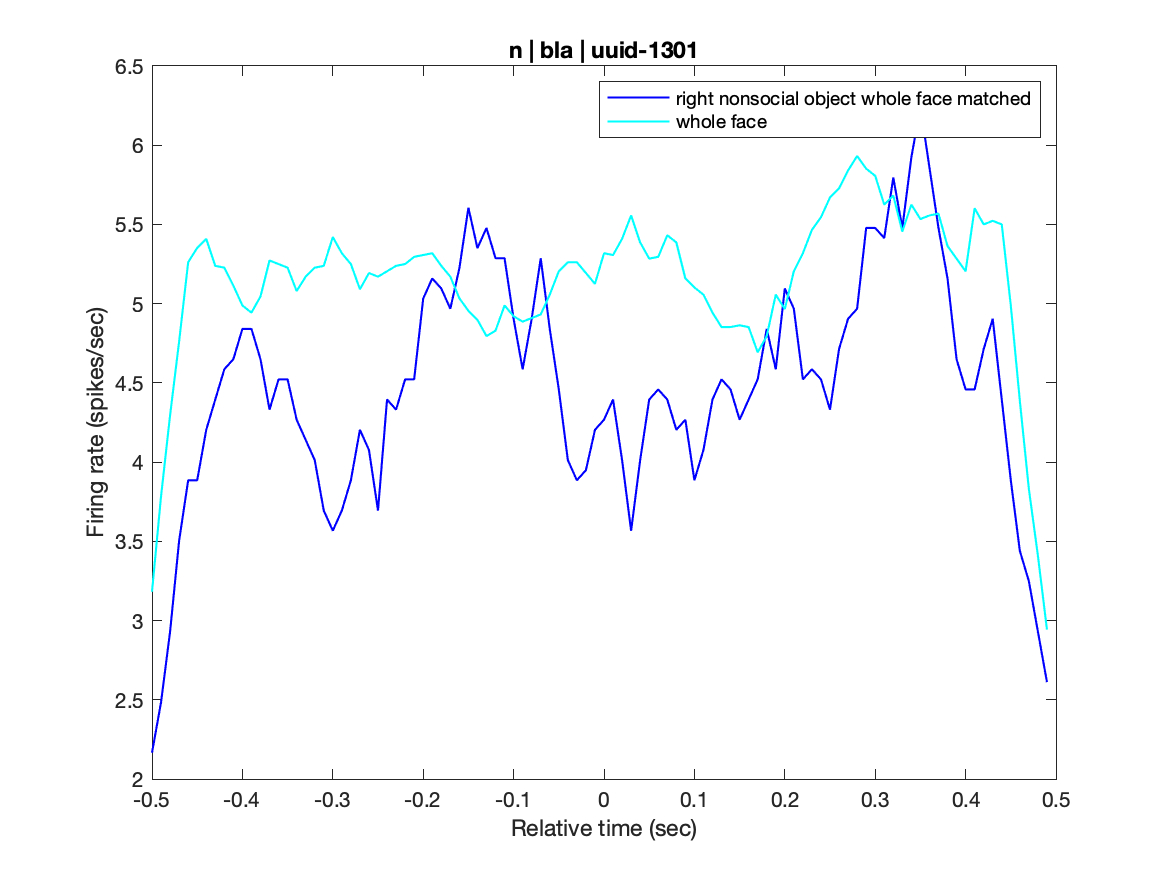 n | bla | uuid-1301
right nonsocial object whole face matched
whole face
Firing rate (spikes/sec)
6.5
6
5.5
5
4.5
4
3.5
3
2.5
2
-0.5 -0.4 -0.3 -0.2 -0.1 0 0.1 0.2 0.3 0.4 0.5
Relative time (sec)